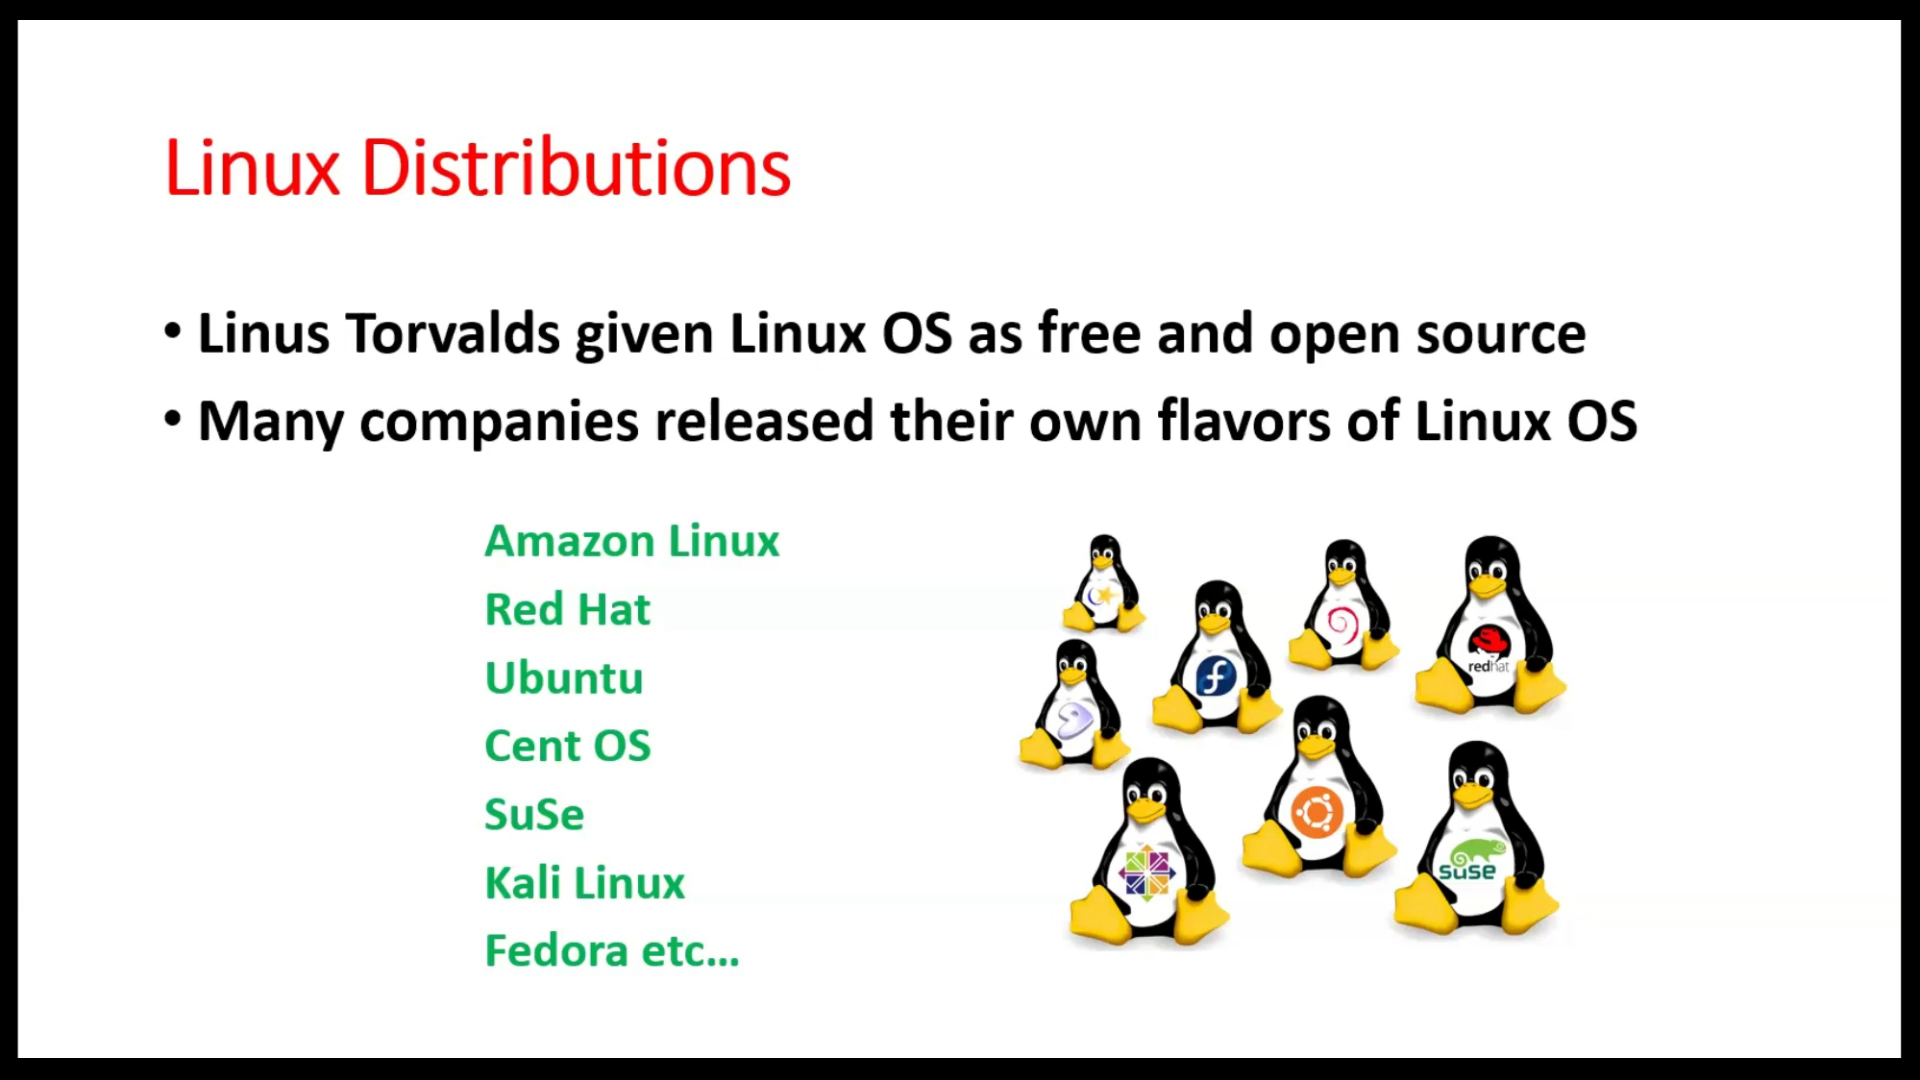 Linux Distributions
• Linus Torvalds given Linux OS as free and open source
• Many companies released their own flavors of Linux OS
Amazon Linux
Red Hat
Ubuntu
Cent OS
SuSe
Kali Linux
Fedora etc...
redhat
SUSE